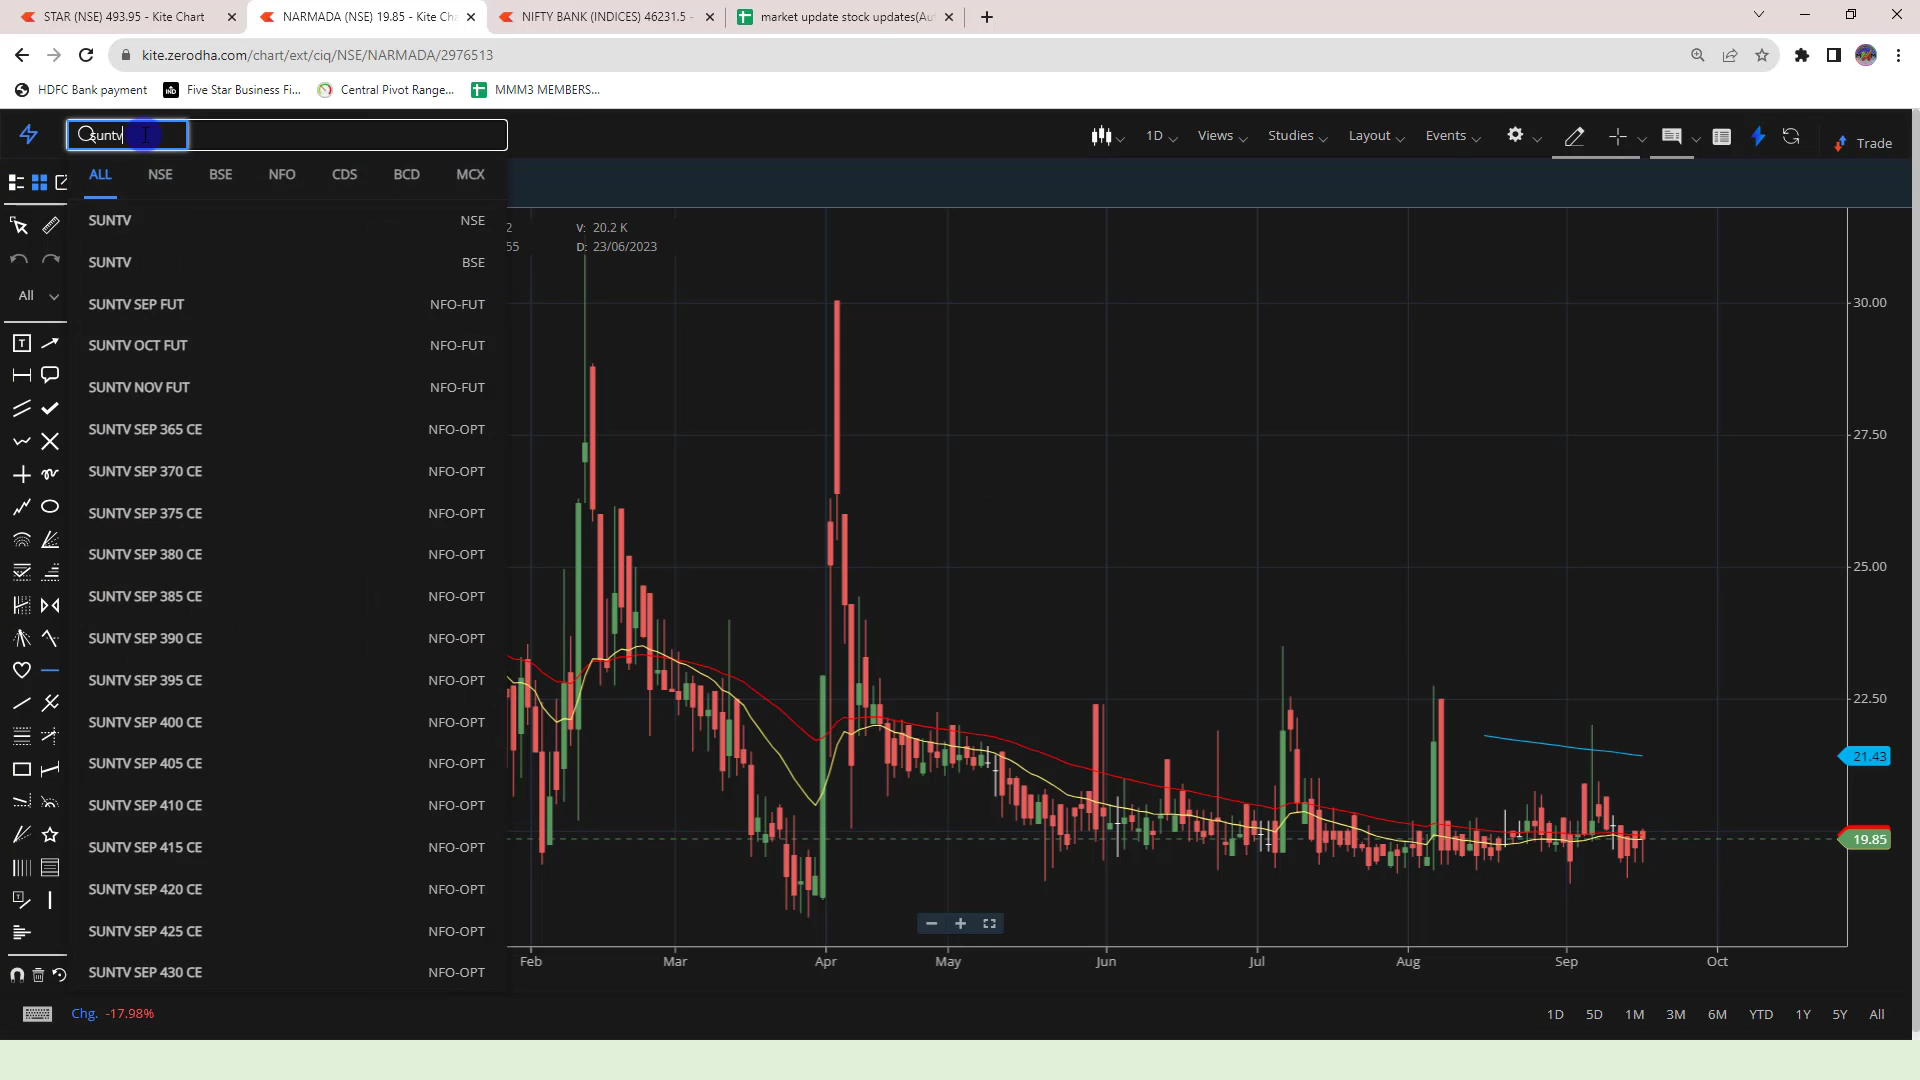 STAR (NSE) 493.95 - Kite Chart
NARMADA (NSE) 19.85 - Kite Cha
NIFTY BANK (INDICES) 46231.5 -
market update stock updates(Au
kite.zerodha.com/chart/ext/ciq/NSE/NARMADA/2976513
HDFC Bank payment
Five Star Business Fi...
Central Pivot Range...
MMM3 MEMBERS...
suntv
1D
Views
Studies
Layout
Events
Trade
ALL NSE BSE NFO CDS BCD MCX
SUNTV NSE
SUNTV BSE
SUNTV SEP FUT NFO-FUT
SUNTV OCT FUT NFO-FUT
SUNTV NOV FUT NFO-FUT
SUNTV SEP 365 CE NFO-OPT
SUNTV SEP 370 CE NFO-OPT
SUNTV SEP 375 CE NFO-OPT
SUNTV SEP 380 CE NFO-OPT
SUNTV SEP 385 CE NFO-OPT
SUNTV SEP 390 CE NFO-OPT
SUNTV SEP 395 CE NFO-OPT
SUNTV SEP 400 CE NFO-OPT
SUNTV SEP 405 CE NFO-OPT
SUNTV SEP 410 CE NFO-OPT
SUNTV SEP 415 CE NFO-OPT
SUNTV SEP 420 CE NFO-OPT
SUNTV SEP 425 CE NFO-OPT
SUNTV SEP 430 CE NFO-OPT
All
2 V: 20.2 K
55 D: 23/06/2023
30.00
27.50
25.00
22.50
21.43
19.85
Feb Mar Apr May Jun Jul Aug Sep Oct
Chg. -17.98%
1D 5D 1M 3M 6M YTD 1Y 5Y All